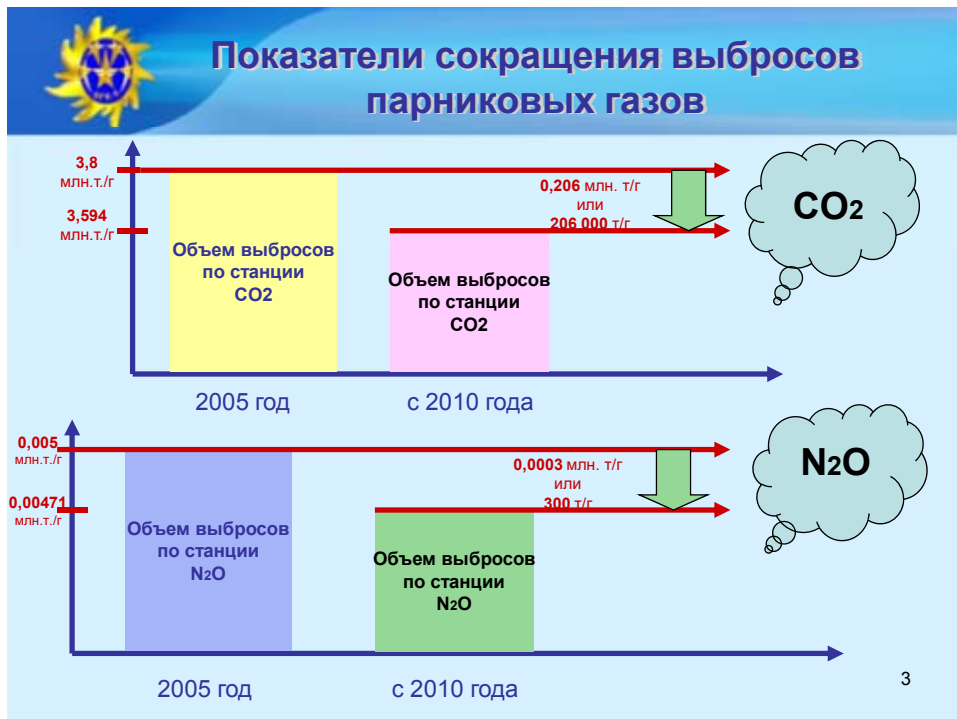 Показатели сокращения выбросов
парниковых газов
3,8
млн.т./г
3,594
млн.т./г
0,206 млн. т/г
или
206 000 т/г
CO2
Объем выбросов
по станции
CO2
Объем выбросов
по станции
CO2
2005 год
с 2010 года
0,005
млн.т./г
0,00471
млн.т./г
0,0003 млн. т/г
или
300 т/г
N2O
Объем выбросов
по станции
N2O
Объем выбросов
по станции
N2O
2005 год
с 2010 года
3